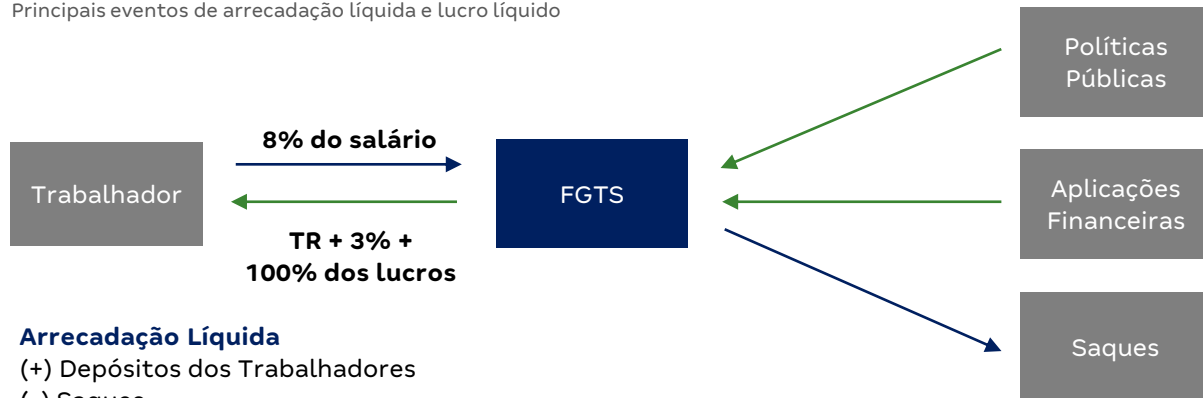 Principais eventos de arrecadação líquida e lucro líquido
Políticas
Públicas
8% do salário
Trabalhador
FGTS
Aplicações
Financeiras
TR + 3% +
100% dos lucros
Saques
Arrecadação Líquida
(+) Depósitos dos Trabalhadores
(-) Saques